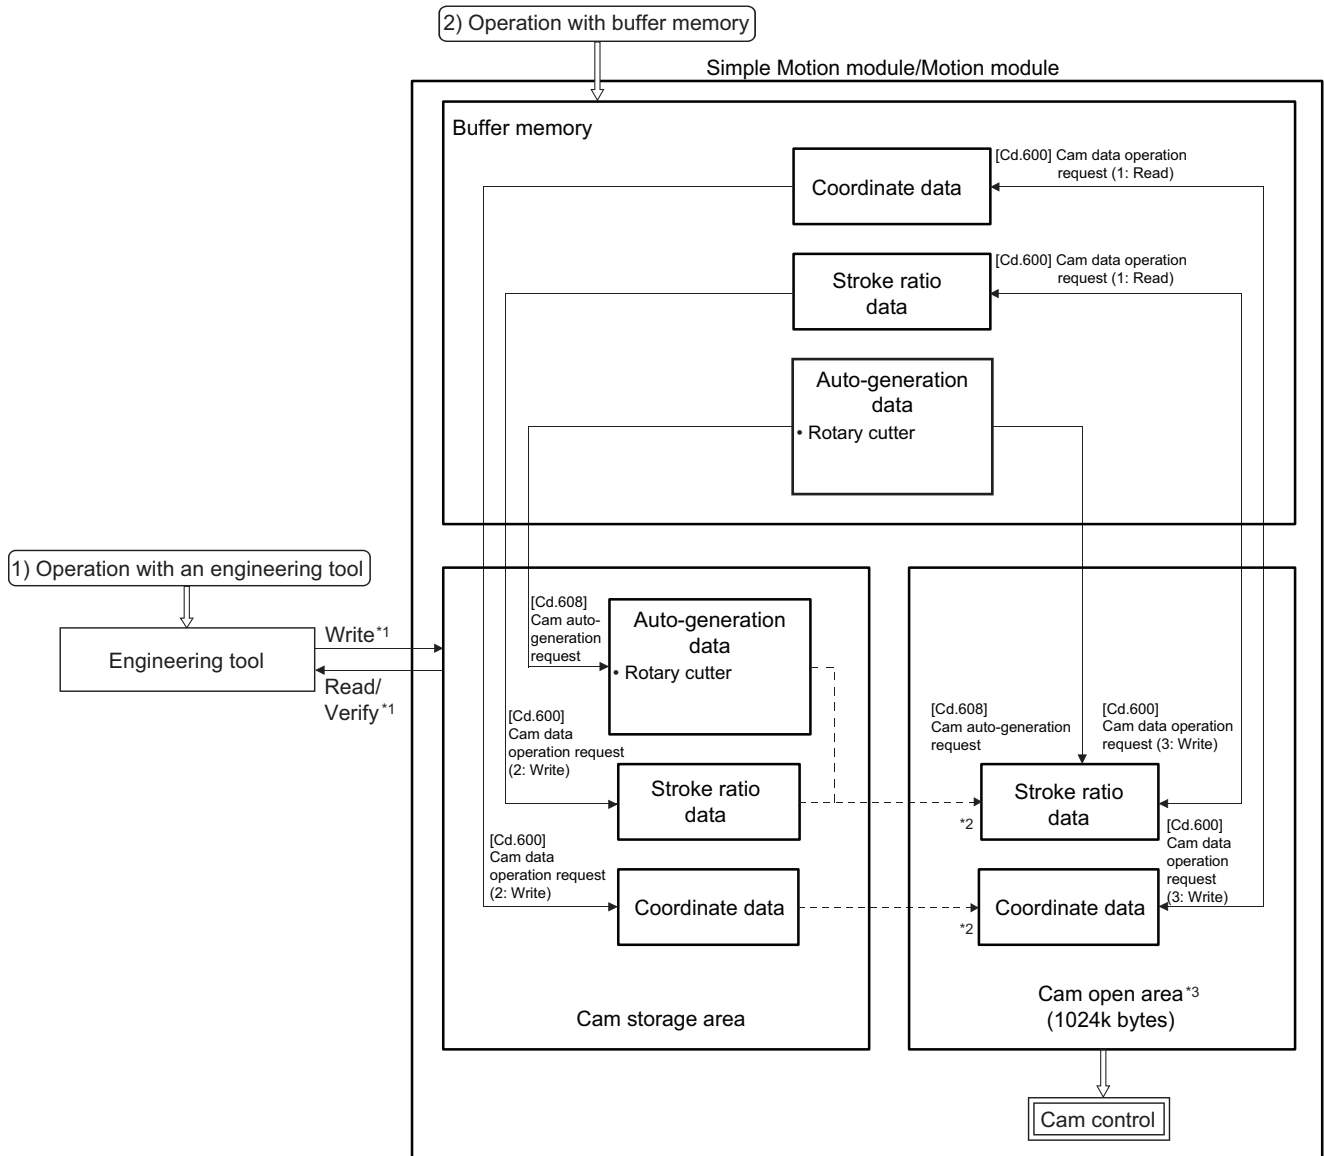 2) Operation with buffer memory
Simple Motion module/Motion module
Buffer memory
Coordinate data
[Cd.600] Cam data operation
request (1: Read)
Stroke ratio
data
[Cd.600] Cam data operation
request (1: Read)
Auto-generation
data
• Rotary cutter
1) Operation with an engineering tool
Engineering tool
Write*1
Read/
Verify*1
[Cd.608]
Cam auto-
generation
request
Auto-generation
data
• Rotary cutter
[Cd.600]
Cam data
operation request
(2: Write)
Stroke ratio
data
[Cd.600]
Cam data
operation request
(2: Write)
Coordinate data
Cam storage area
[Cd.608]
Cam auto-generation
request
[Cd.600]
Cam data operation
request (3: Write)
Stroke ratio
data
*2
[Cd.600]
Cam data
operation
request
(3: Write)
Coordinate data
*2
Cam open area*3
(1024k bytes)
Cam control